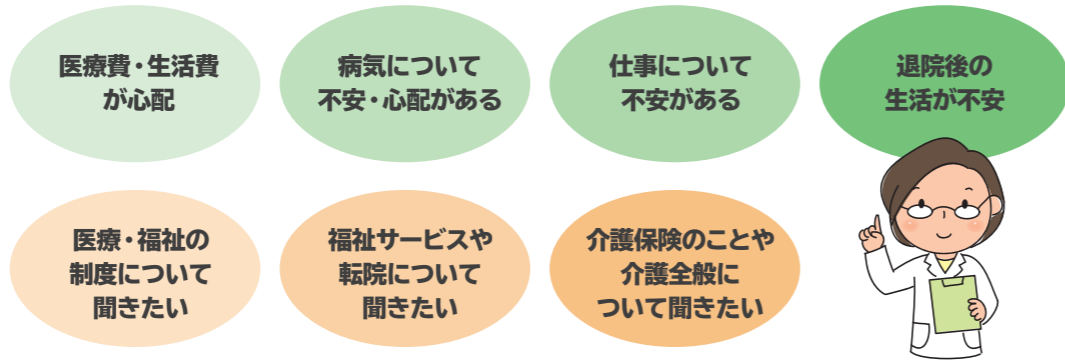 医療費・生活費
が心配
病気について
不安・心配がある
仕事について
不安がある
退院後の
生活が不安
医療・福祉の
制度について
聞きたい
福祉サービスや
転院について
聞きたい
介護保険のことや
介護全般に
ついて聞きたい